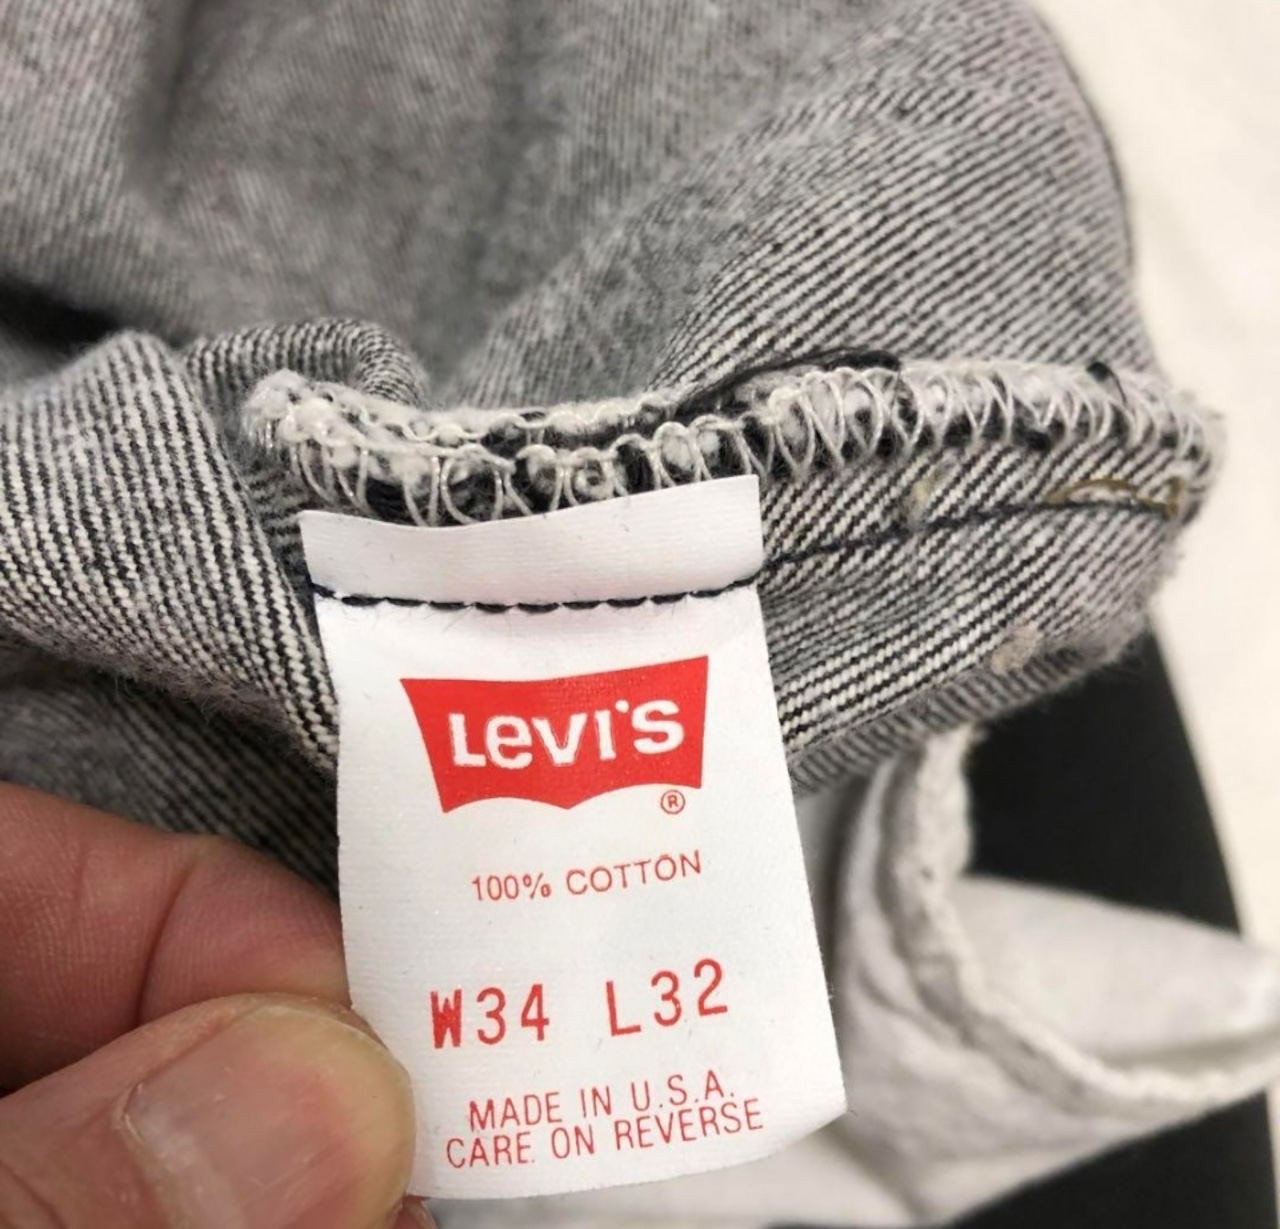 Levi's
®
100% COTTON
W34 L32
MADE IN U.S.A.
CARE ON REVERSE